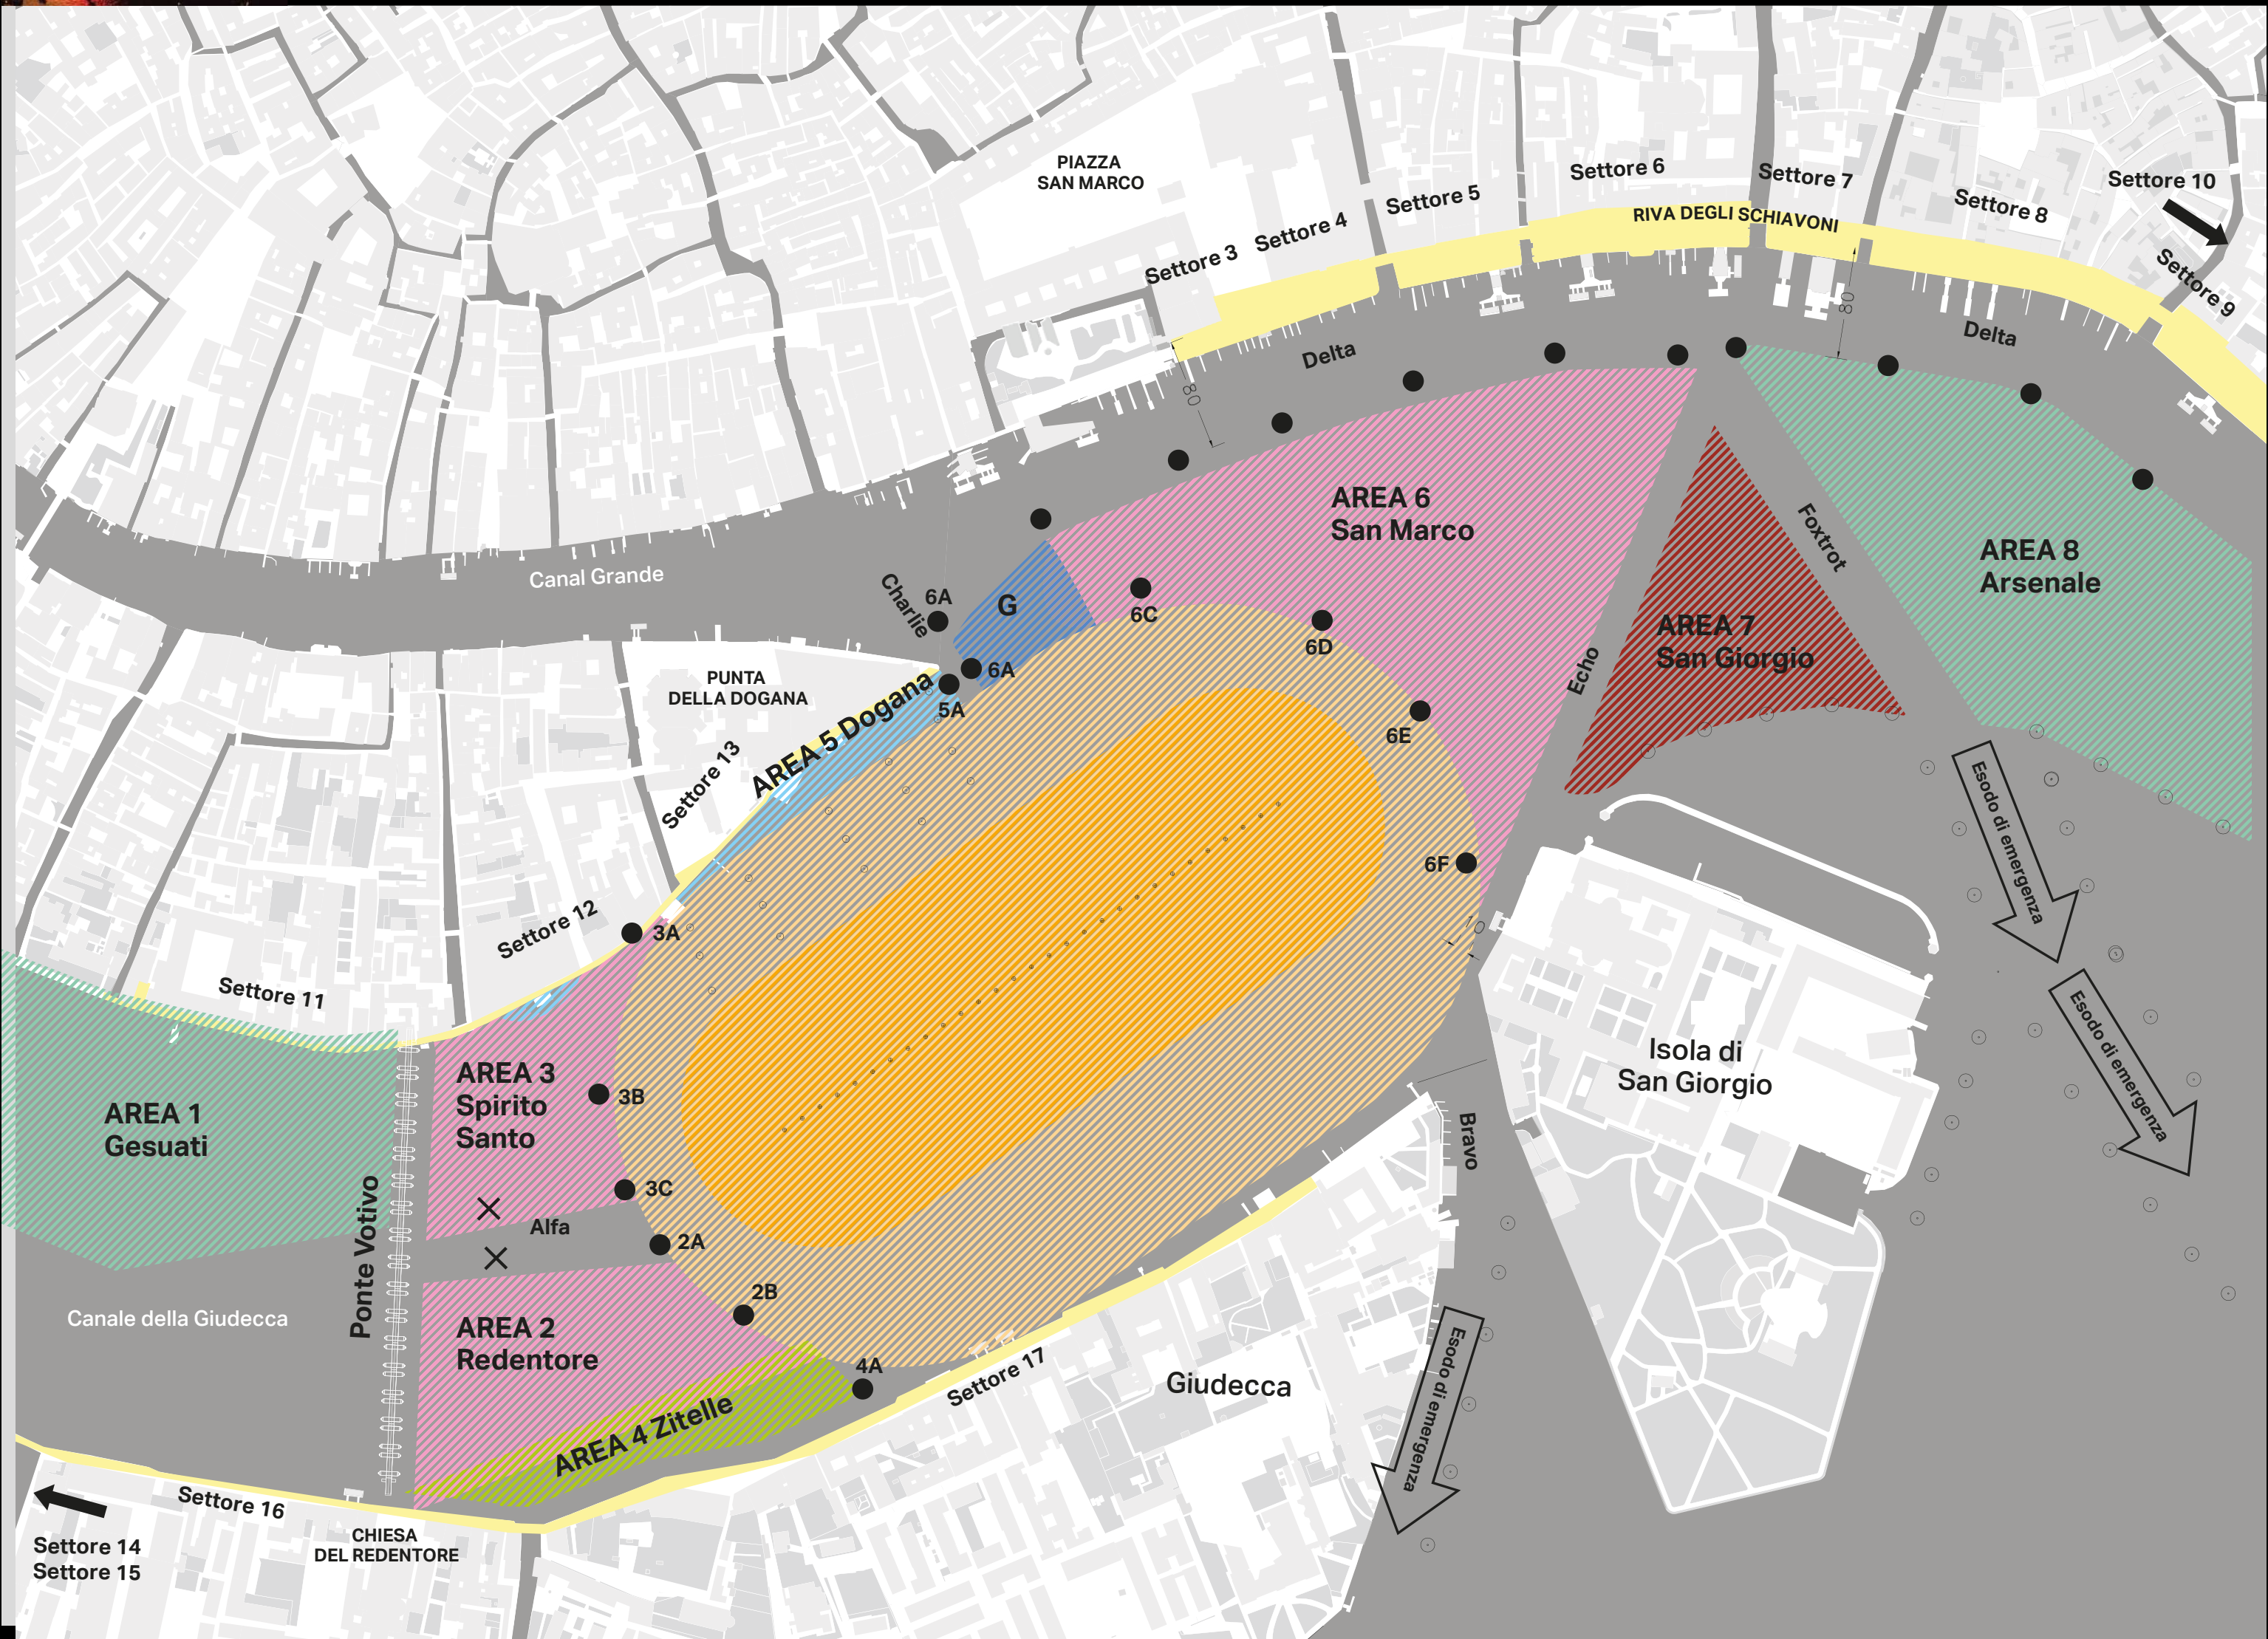 PIAZZA
SAN MARCO
Settore 3
Settore 4
Settore 5
Settore 6
Settore 7
Settore 8
Settore 10
Settore 9
RIVA DEGLI SCHIAVONI
80
Delta
Delta
80
AREA 6
San Marco
Foxtrot
AREA 8
Arsenale
Canal Grande
Charlie
6A
G
6C
6D
AREA 7
San Giorgio
Echo
PUNTA
DELLA DOGANA
6A
5A
AREA 5 Dogana
Settore 13
6E
6F
10
Esodo di emergenza
Settore 12
3A
Settore 11
Esodo di emergenza
Isola di
San Giorgio
AREA 1
Gesuati
AREA 3
Spirito
Santo
3B
Bravo
3C
Alfa
2A
Ponte Votivo
Canale della Giudecca
2B
AREA 2
Redentore
4A
Settore 17
Giudecca
Esodo di emergenza
AREA 4 Zitelle
Settore 16
CHIESA
DEL REDENTORE
Settore 14
Settore 15